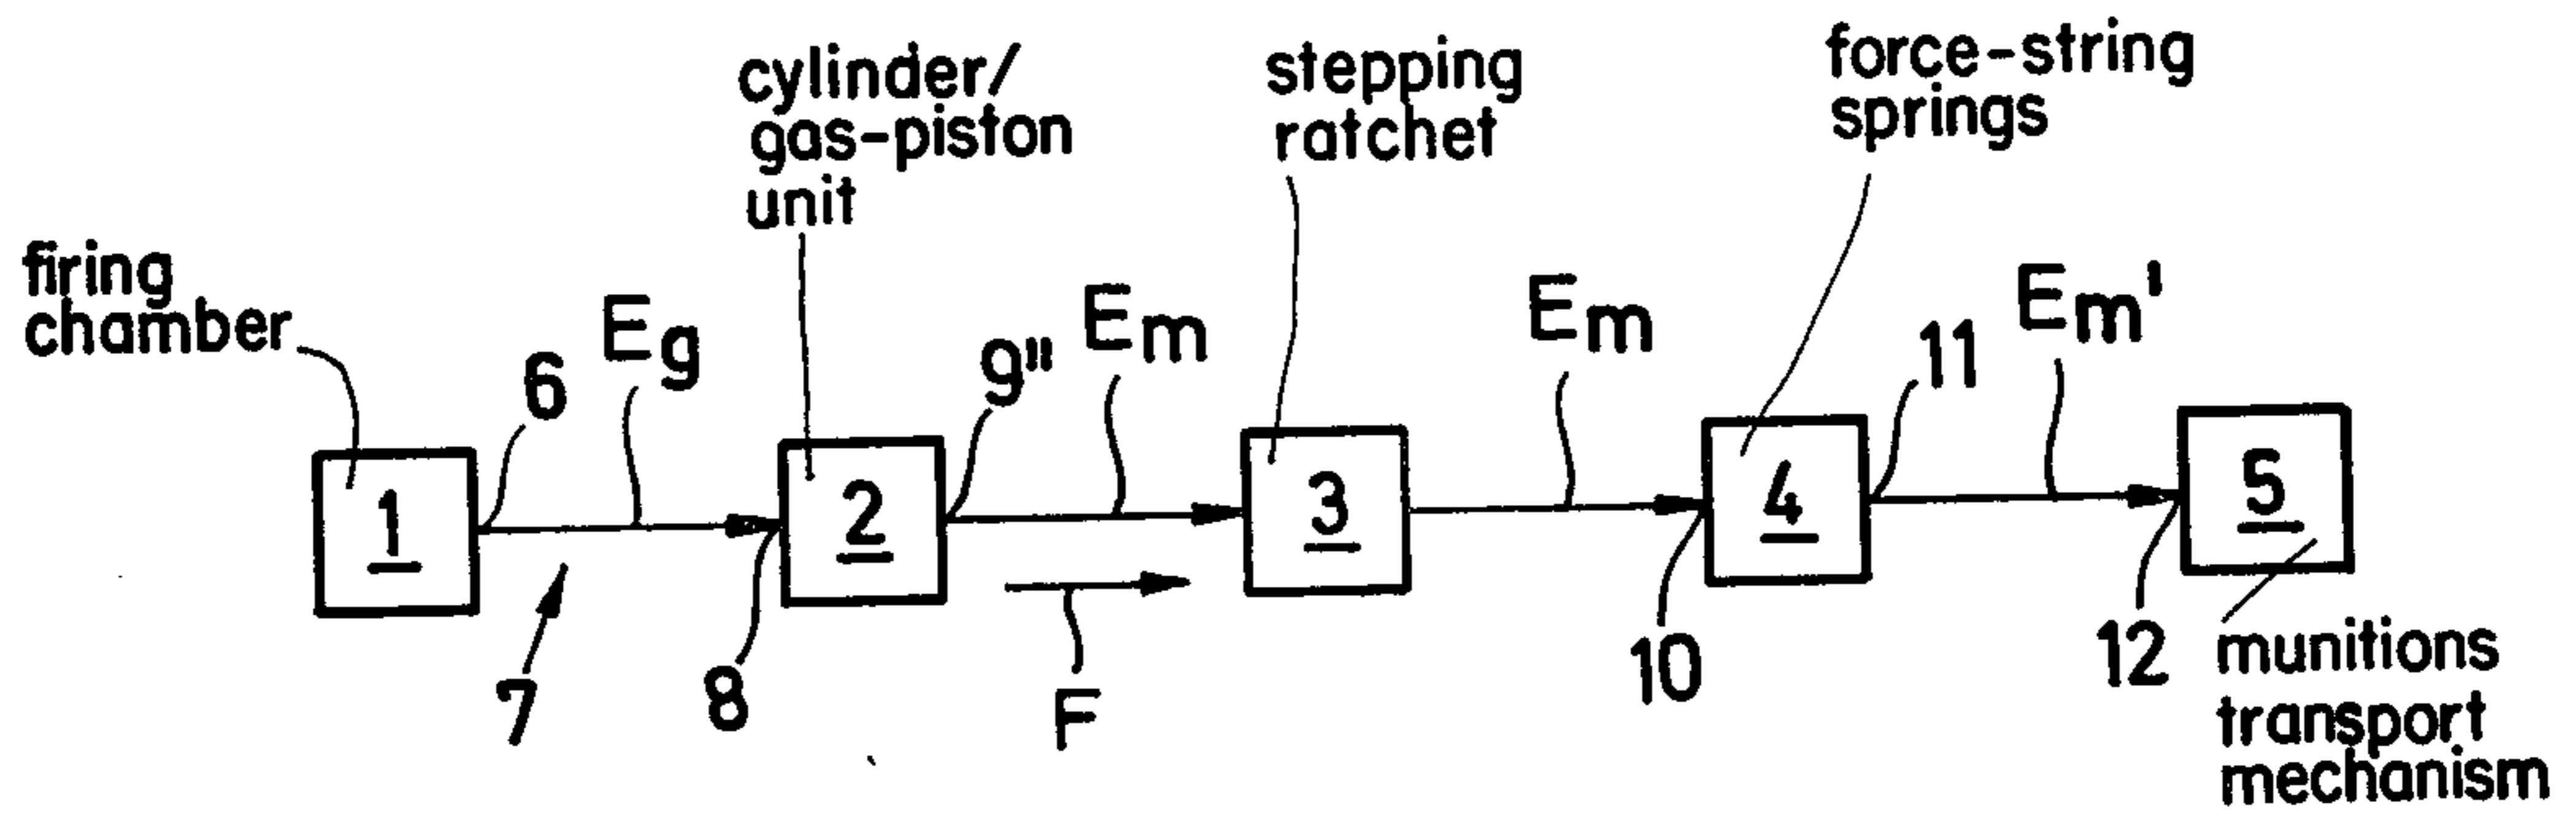 firing
chamber
cylinder/
gas-piston
unit
stepping
ratchet
force-string
springs
6
Eg
9"
Em
Em
11
Em'
1
2
3
4
5
7
8
F
10
12
munitions
transport
mechanism